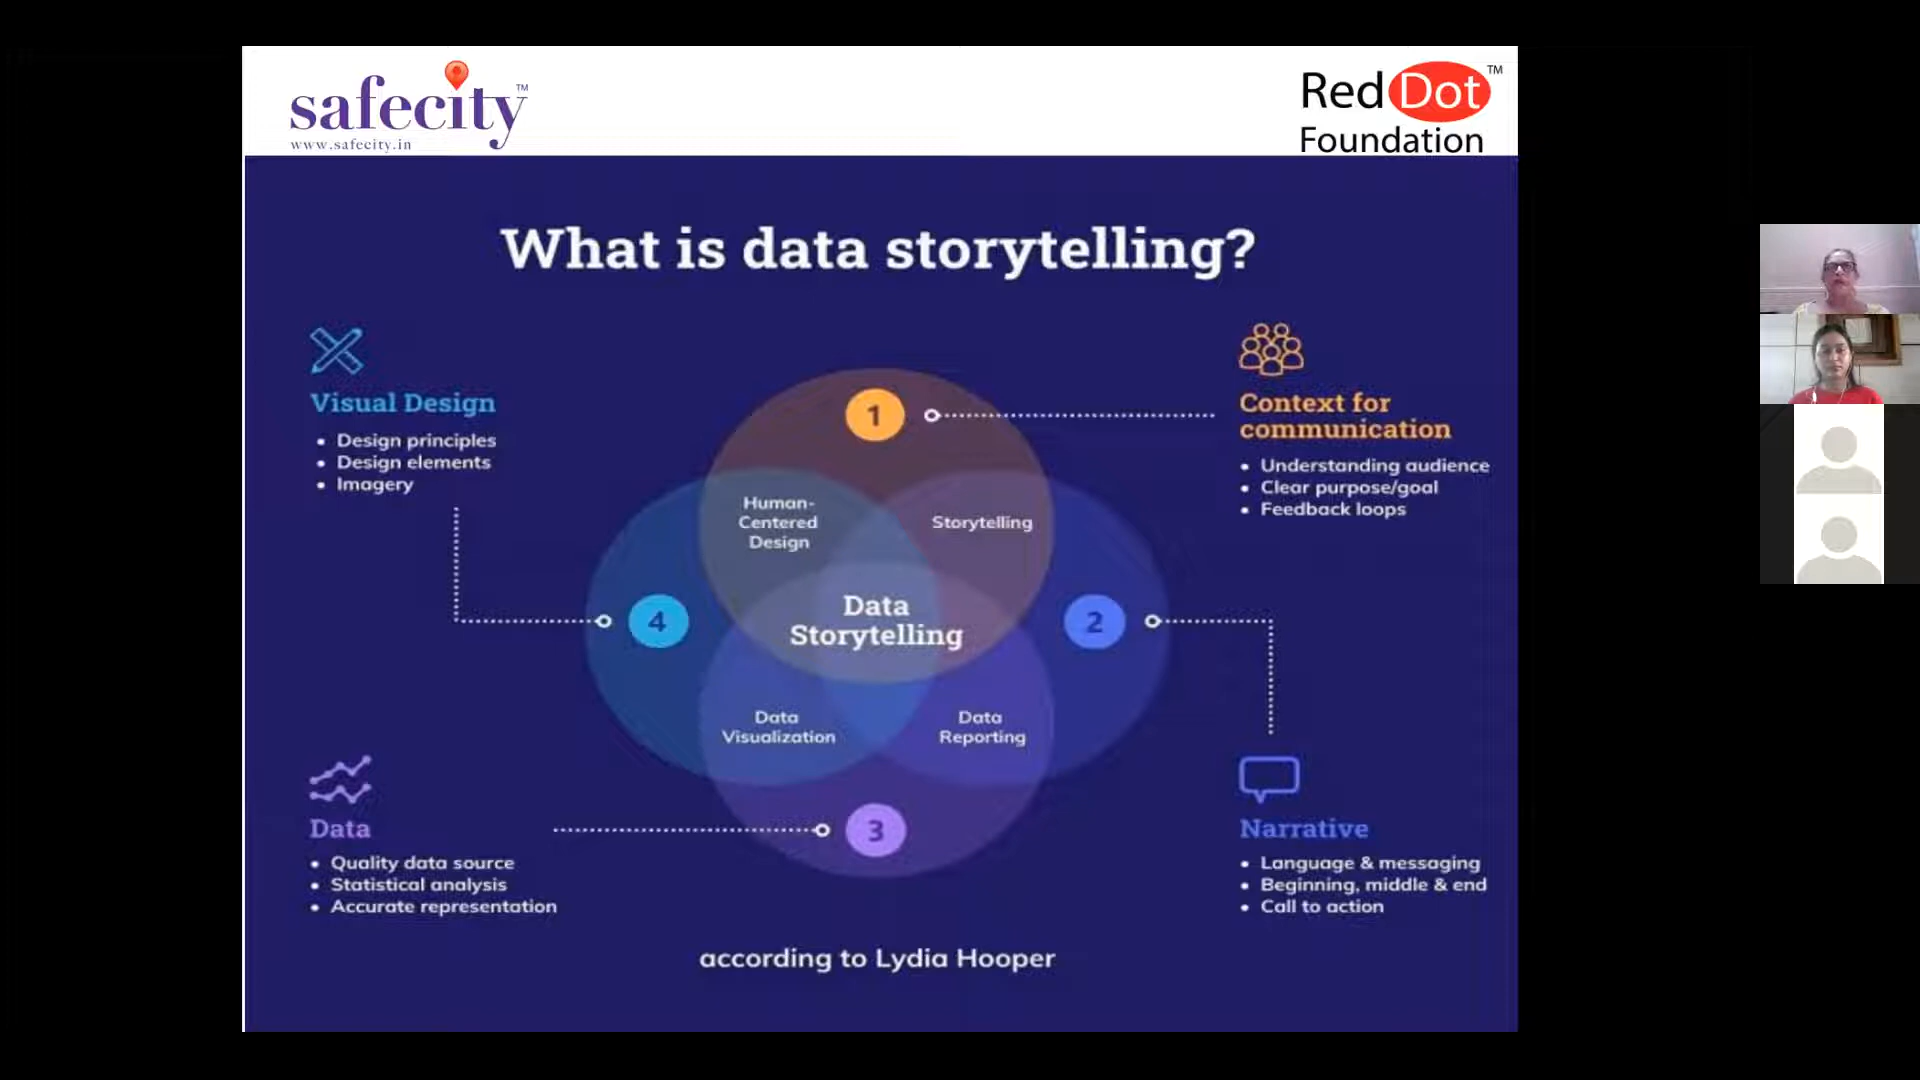 safecity™
www.safecity.in
Red Dot™
Foundation
What is data storytelling?
Visual Design
• Design principles
• Design elements
• Imagery
1
Context for
communication
• Understanding audience
• Clear purpose/goal
• Feedback loops
Human-
Centered
Design
Storytelling
4
Data
Storytelling
2
Data
Visualization
Data
Reporting
Data
• Quality data source
• Statistical analysis
• Accurate representation
3
Narrative
• Language & messaging
• Beginning, middle & end
• Call to action
according to Lydia Hooper